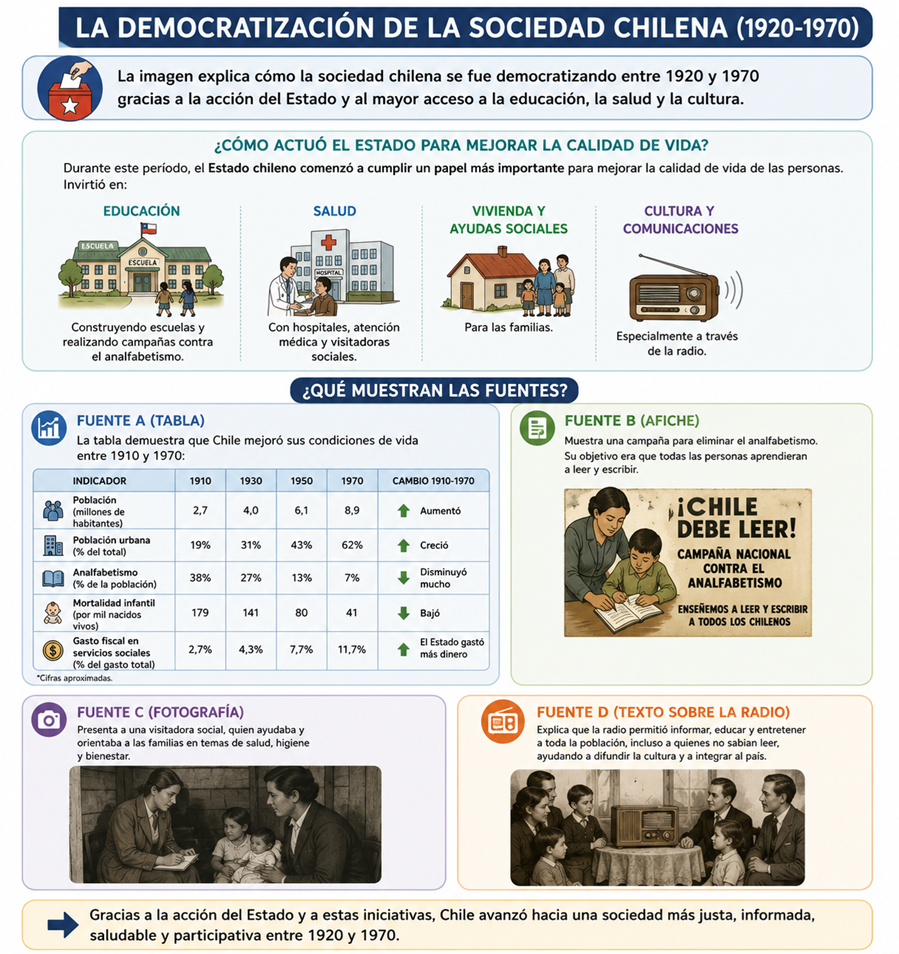 LA DEMOCRATIZACIÓN DE LA SOCIEDAD CHILENA (1920-1970)
La imagen explica cómo la sociedad chilena se fue democratizando entre 1920 y 1970
gracias a la acción del Estado y al mayor acceso a la educación, la salud y la cultura.
¿CÓMO ACTUÓ EL ESTADO PARA MEJORAR LA CALIDAD DE VIDA?
Durante este período, el Estado chileno comenzó a cumplir un papel más importante para mejorar la calidad de vida de las personas.
Invirtió en:
EDUCACIÓN
ESCUELA
ESCUELA
Construyendo escuelas y
realizando campañas contra
el analfabetismo.
SALUD
HOSPITAL
Con hospitales, atención
médica y visitadoras
sociales.
VIVIENDA Y
AYUDAS SOCIALES
Para las familias.
CULTURA Y
COMUNICACIONES
Especialmente a través
de la radio.
¿QUÉ MUESTRAN LAS FUENTES?
FUENTE A (TABLA)
La tabla demuestra que Chile mejoró sus condiciones de vida
entre 1910 y 1970:
INDICADOR 1910 1930 1950 1970 CAMBIO 1910-1970
Población
(millones de
habitantes)
2,7 4,0 6,1 8,9 Aumentó
Población urbana
(% del total)
19% 31% 43% 62% Creció
Analfabetismo
(% de la población)
38% 27% 13% 7% Disminuyó
mucho
Mortalidad infantil
(por mil nacidos
vivos)
179 141 80 41 Bajó
Gasto fiscal en
servicios sociales
(% del gasto total)
2,7% 4,3% 7,7% 11,7% El Estado gastó
más dinero
*Cifras aproximadas.
FUENTE B (AFICHE)
Muestra una campaña para eliminar el analfabetismo.
Su objetivo era que todas las personas aprendieran
a leer y escribir.
¡CHILE
DEBE LEER!
CAMPAÑA NACIONAL
CONTRA EL
ANALFABETISMO
ENSEÑEMOS A LEER Y ESCRIBIR
A TODOS LOS CHILENOS
FUENTE C (FOTOGRAFÍA)
Presenta a una visitadora social, quien ayudaba y
orientaba a las familias en temas de salud, higiene
y bienestar.
FUENTE D (TEXTO SOBRE LA RADIO)
Explica que la radio permitió informar, educar y entretener
a toda la población, incluso a quienes no sabian leer,
ayudando a difundir la cultura y a integrar al país.
Gracias a la acción del Estado y a estas iniciativas, Chile avanzó hacia una sociedad más justa, informada,
saludable y participativa entre 1920 y 1970.